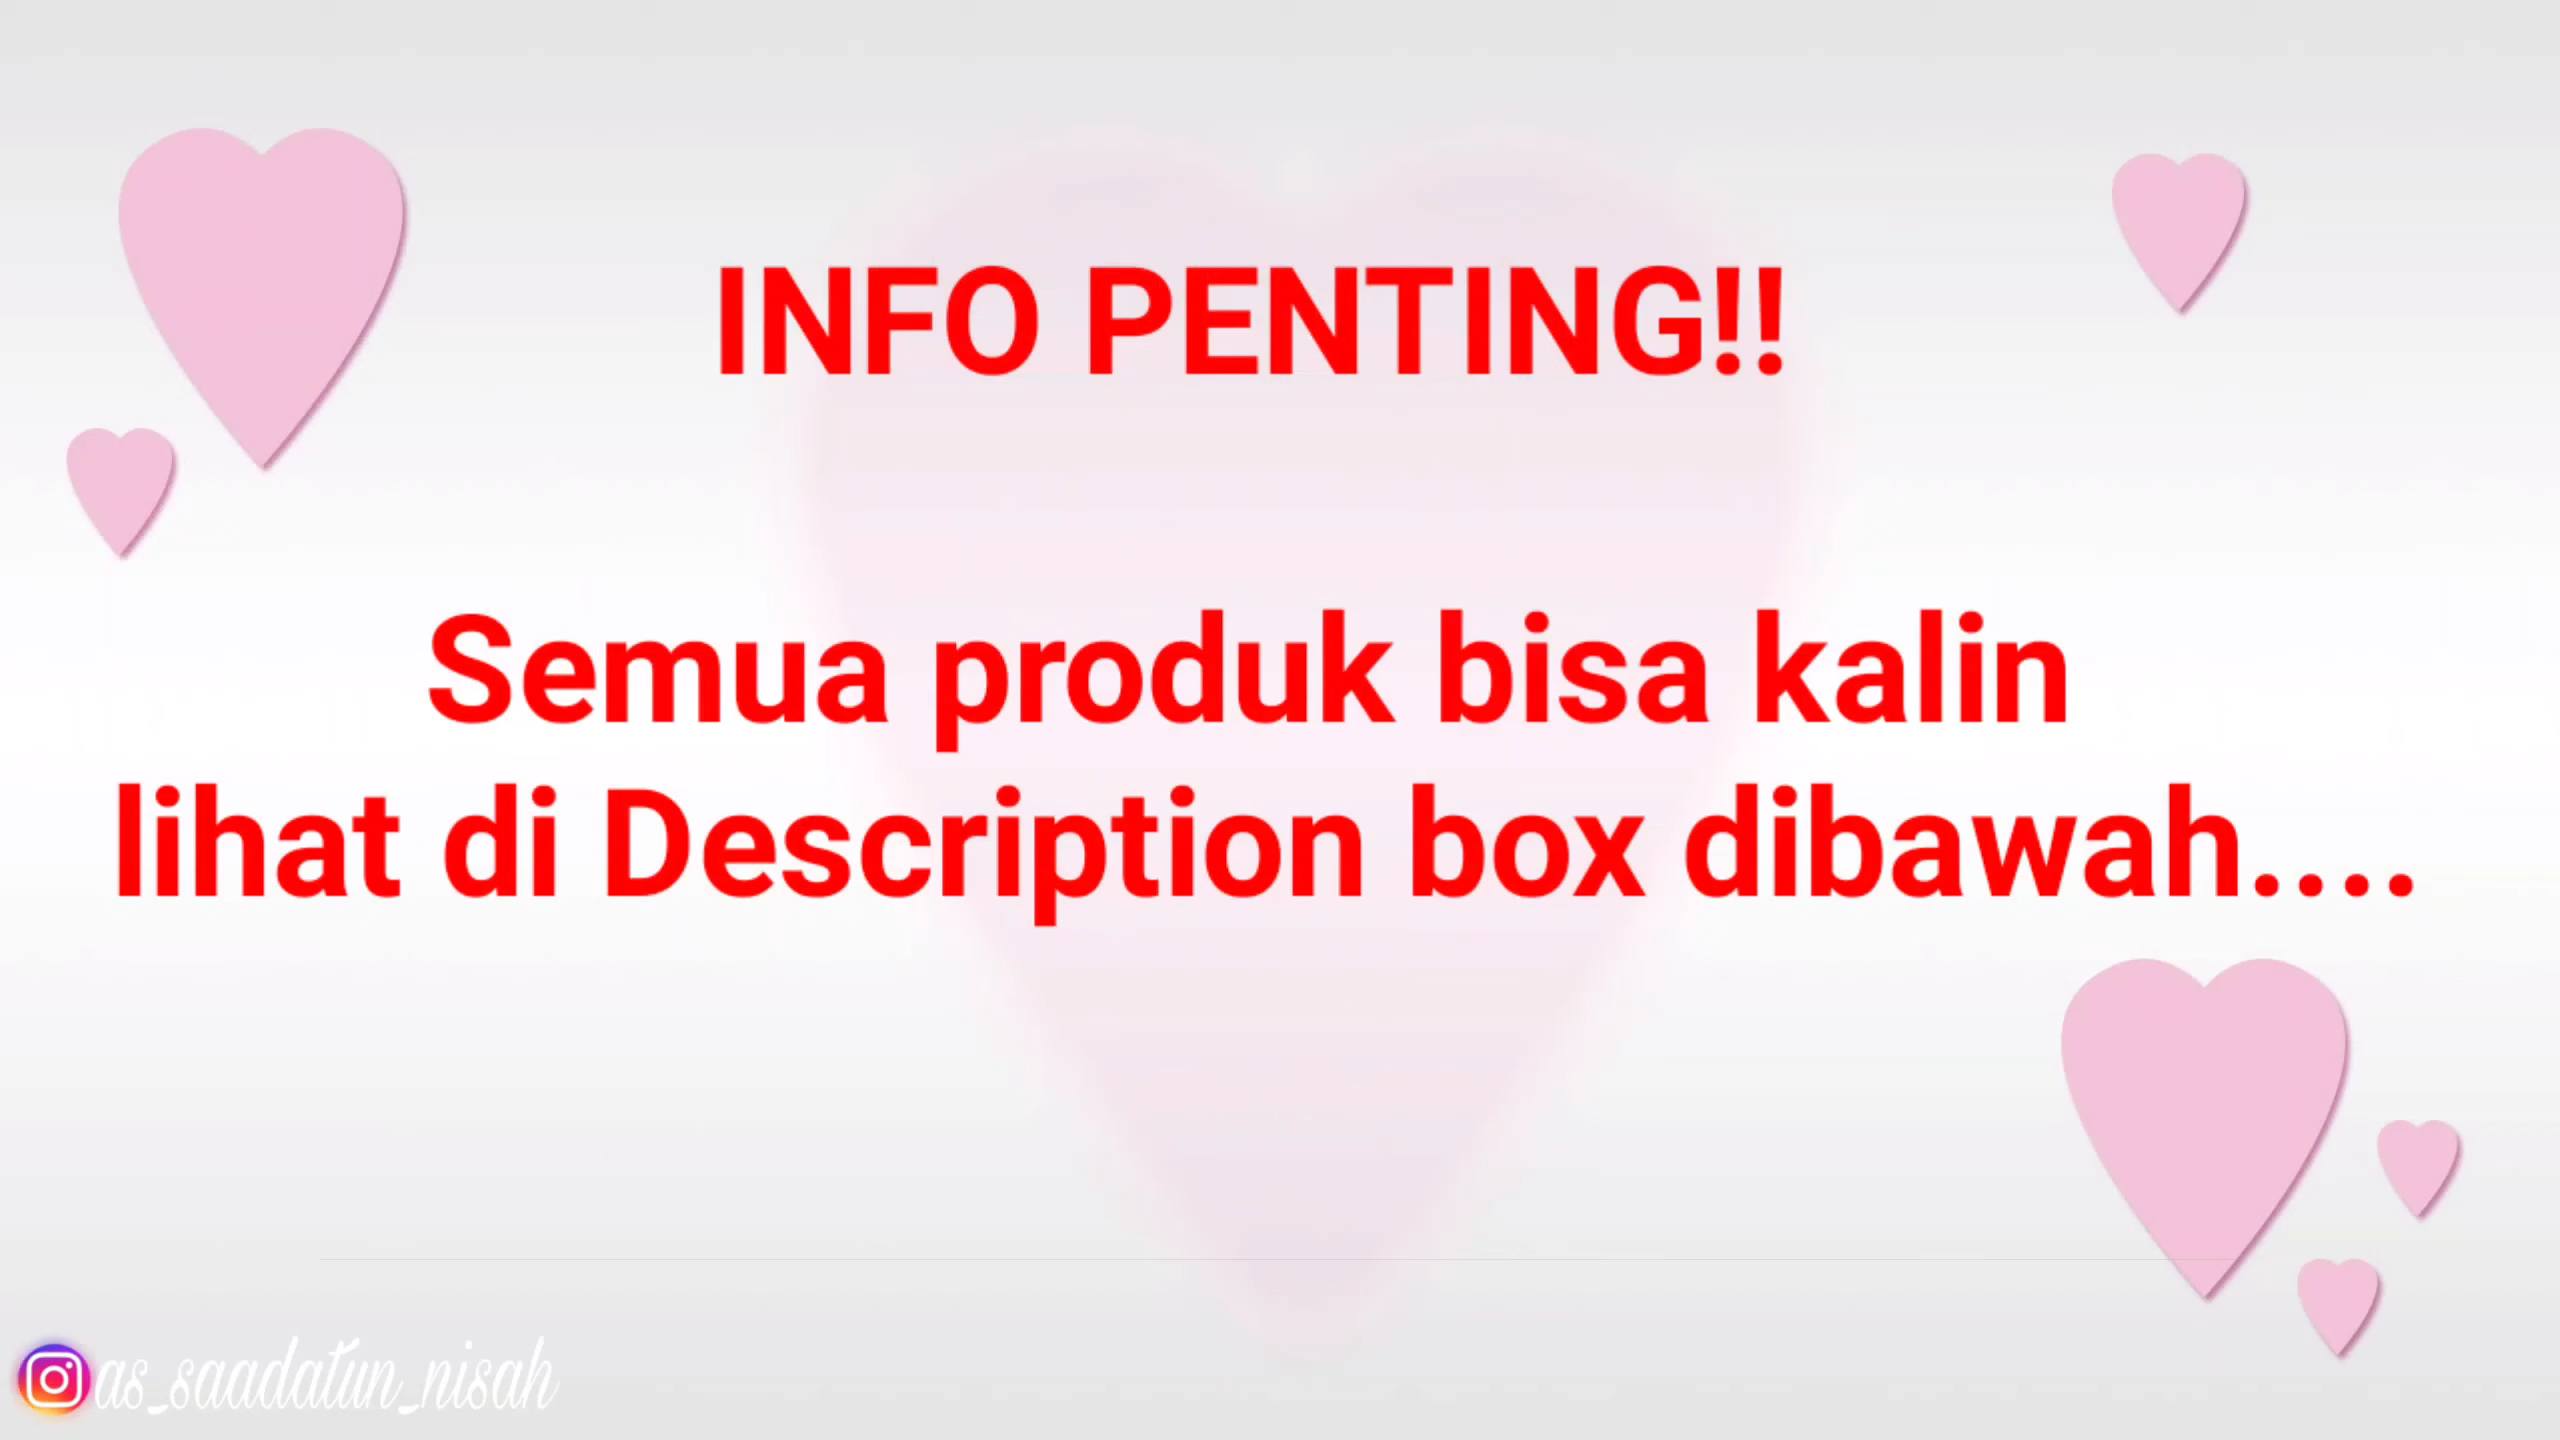 INFO PENTING!!
Semua produk bisa kalin
lihat di Description box dibawah....
as_saadatun_nisah